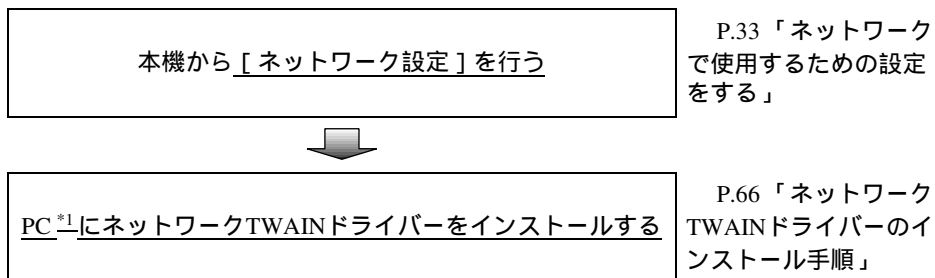 本機から［ネットワーク設定］を行う
P.33「ネットワーク
で使用するための設定
をする」
PC *1にネットワークTWAINドライバーをインストールする
P.66「ネットワーク
TWAINドライバーのイ
ンストール手順」